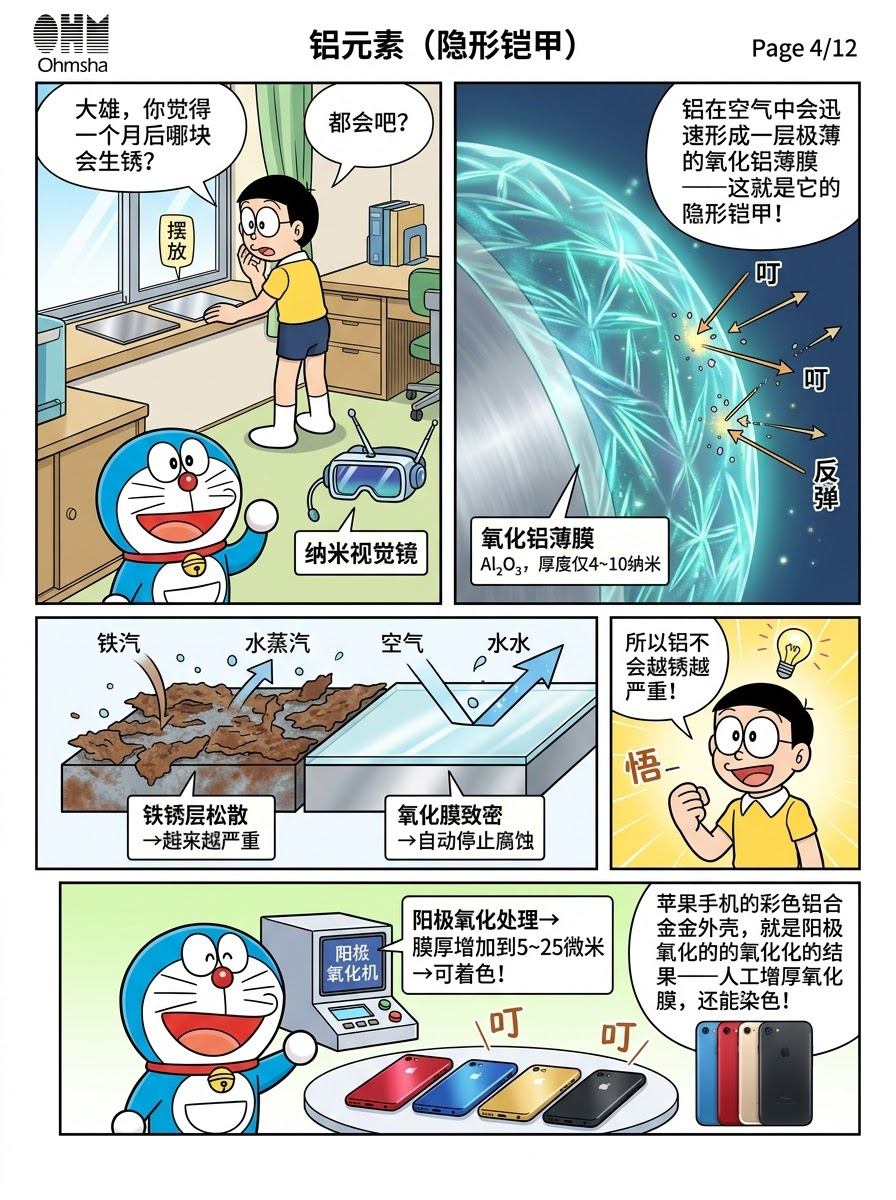 OHM
Ohmsha
铝元素（隐形铠甲）
Page 4/12
大雄，你觉得
一个月后哪块
会生锈？
都会吧？
摆
放
纳米视觉镜
铝在空气中会迅
速形成一层极薄
的氧化铝薄膜
——这就是它的
隐形铠甲！
叮
叮
反
弹
氧化铝薄膜
Al₂O₃，厚度仅4~10纳米
铁汽
水蒸汽
空气
水水
铁锈层松散
→越来越严重
氧化膜致密
→自动停止腐蚀
所以铝不
会越锈越
严重！
悟
阳极
氧化机
阳极氧化处理→
膜厚增加到5~25微米
→可着色！
叮
叮
苹果手机的彩色铝合
金金外壳，就是阳极
氧化的的氧化化的结
果——人工增厚氧化
膜，还能染色！